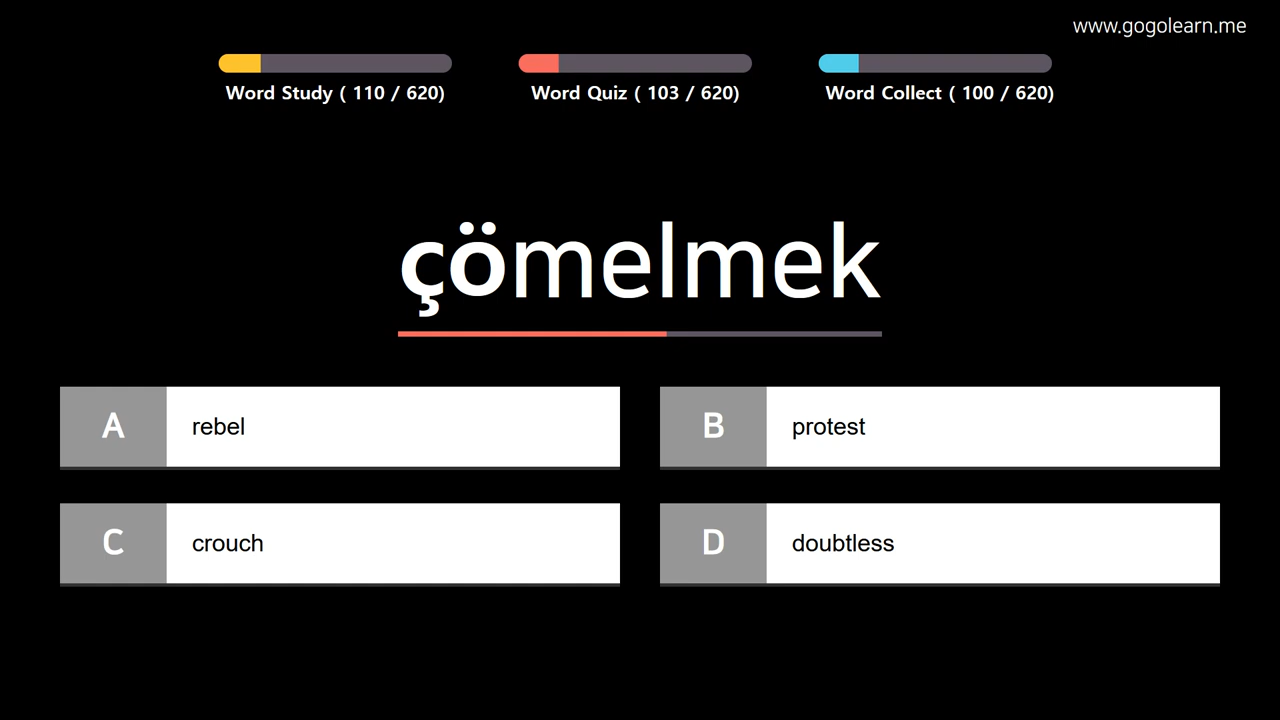 www.gogolearn.me
Word Study ( 110 / 620)
Word Quiz ( 103 / 620)
Word Collect ( 100 / 620)
çömelmek
A rebel
B protest
C crouch
D doubtless